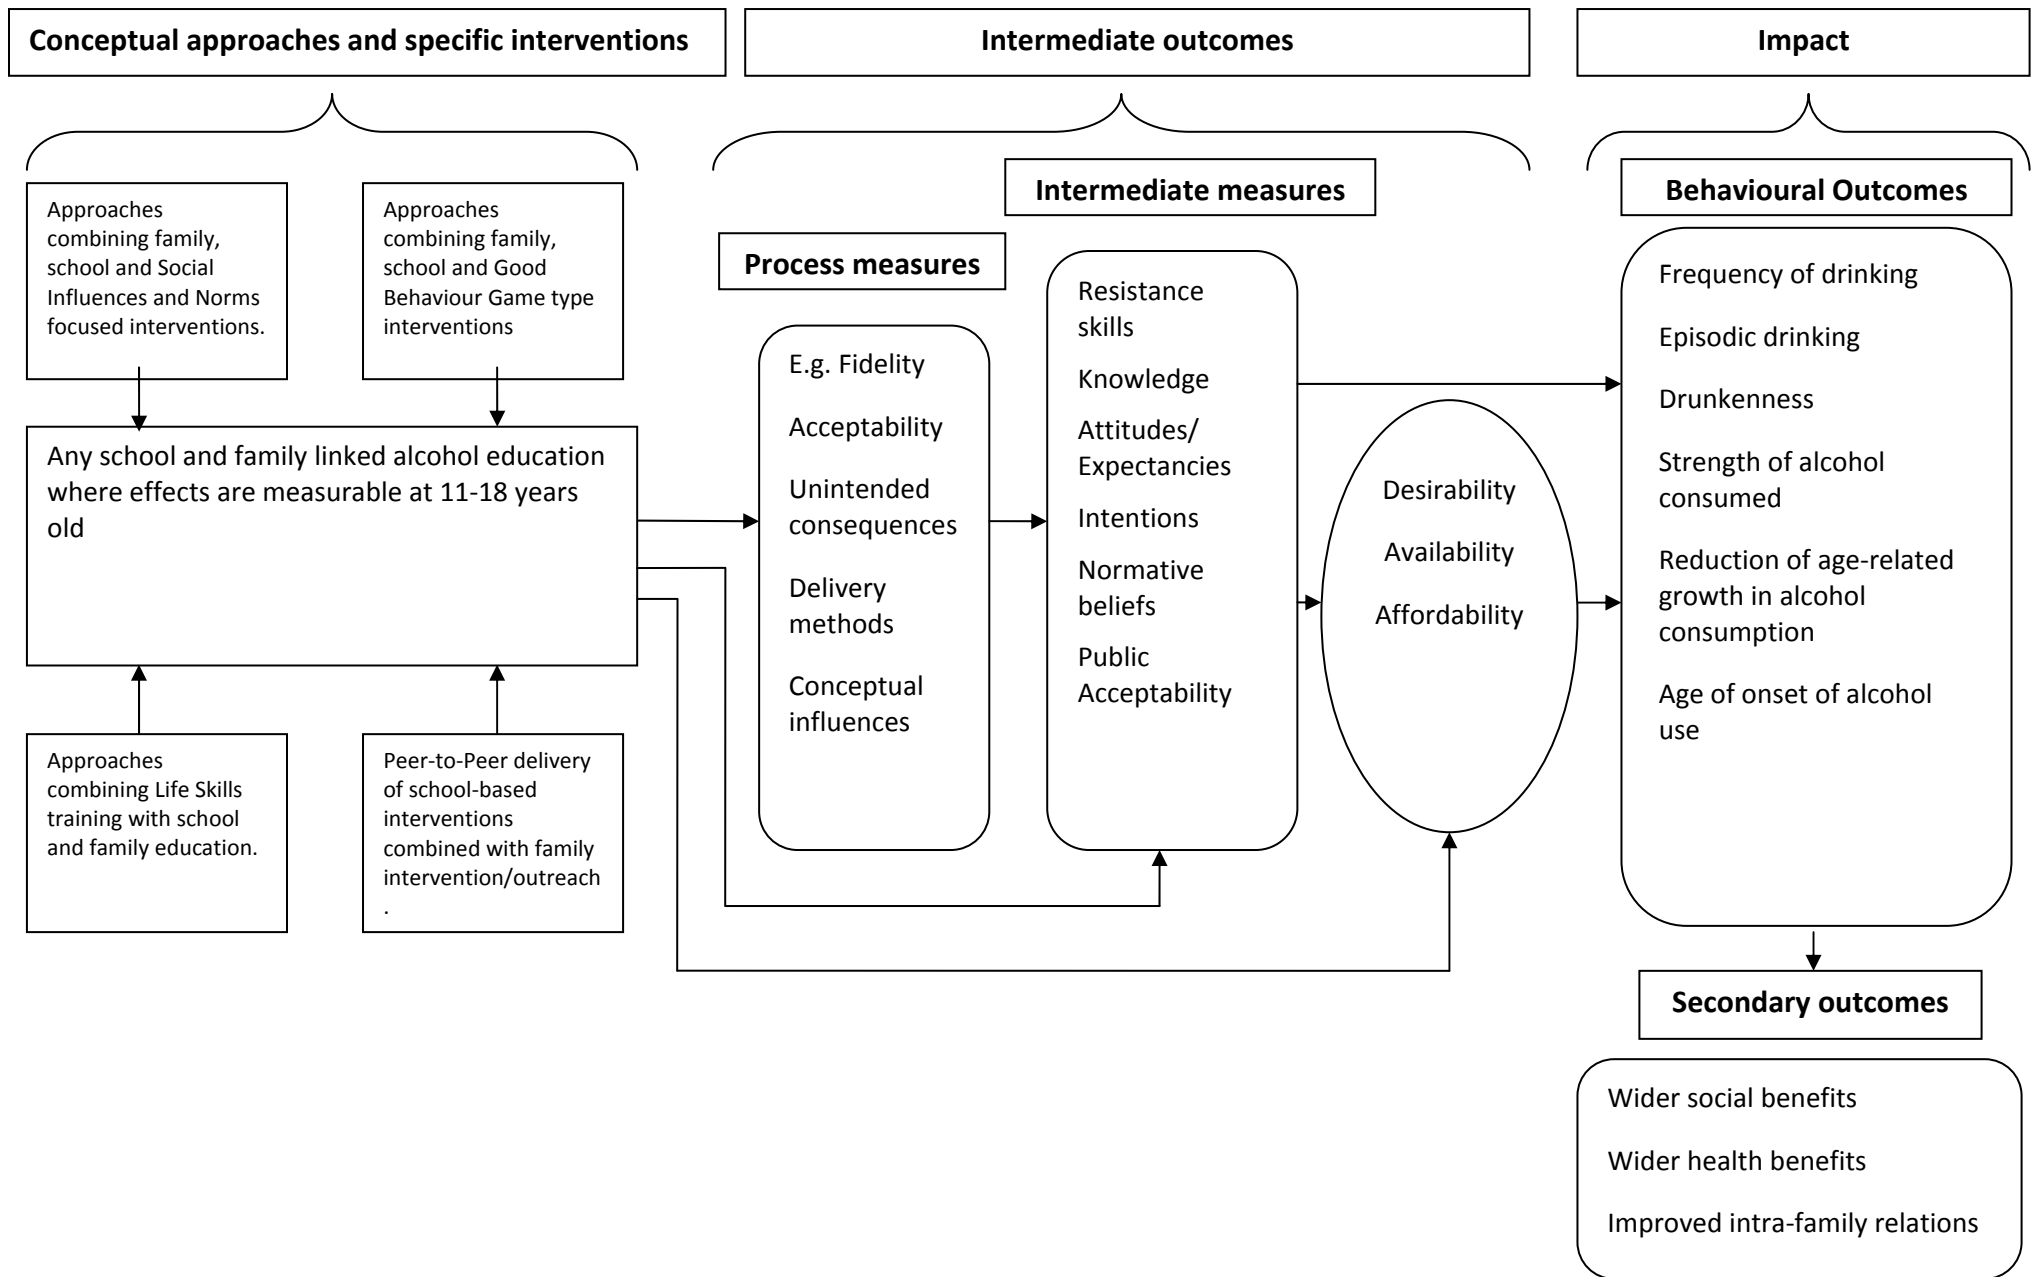 Conceptual approaches and specific interventions
Intermediate outcomes
Impact
Approaches
combining family,
school and Social
Influences and Norms
focused interventions.
Approaches
combining family,
school and Good
Behaviour Game type
interventions
Any school and family linked alcohol education
where effects are measurable at 11-18 years
old
Approaches
combining Life Skills
training with school
and family education.
Peer-to-Peer delivery
of school-based
interventions
combined with family
intervention/outreach
.
Process measures
E.g. Fidelity
Acceptability
Unintended
consequences
Delivery
methods
Conceptual
influences
Intermediate measures
Resistance
skills
Knowledge
Attitudes/
Expectancies
Intentions
Normative
beliefs
Public
Acceptability
Desirability
Availability
Affordability
Behavioural Outcomes
Frequency of drinking
Episodic drinking
Drunkenness
Strength of alcohol
consumed
Reduction of age-related
growth in alcohol
consumption
Age of onset of alcohol
use
Secondary outcomes
Wider social benefits
Wider health benefits
Improved intra-family relations